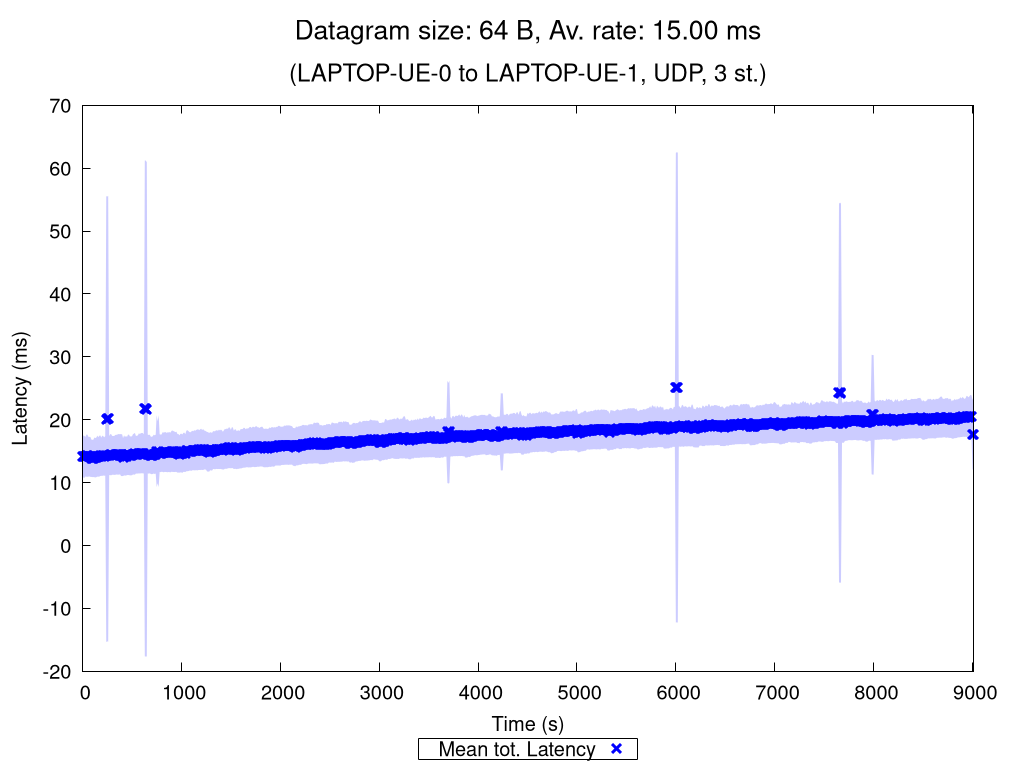 Datagram size: 64 B, Av. rate: 15.00 ms
(LAPTOP-UE-0 to LAPTOP-UE-1, UDP, 3 st.)
70
60
50
40
30
20
10
0
-10
-20
Latency (ms)
0 1000 2000 3000 4000 5000 6000 7000 8000 9000
Time (s)
Mean tot. Latency